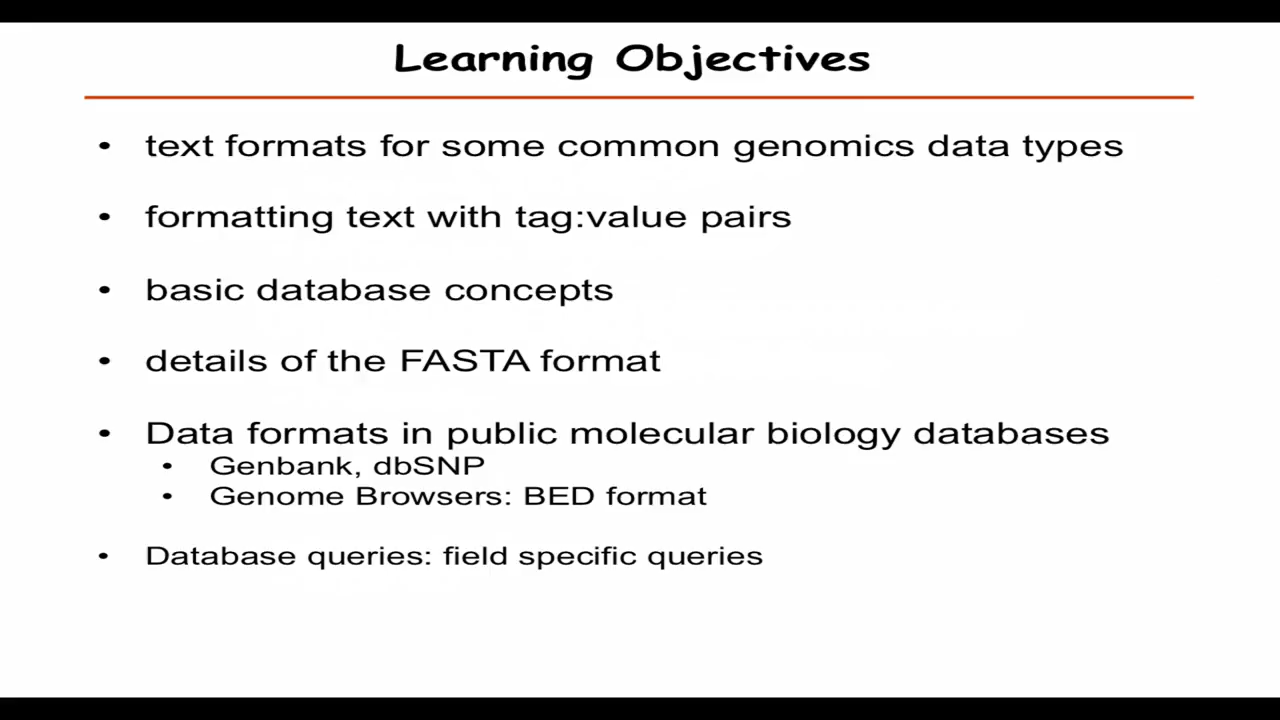 Learning Objectives
• text formats for some common genomics data types
• formatting text with tag:value pairs
• basic database concepts
• details of the FASTA format
• Data formats in public molecular biology databases
• Genbank, dbSNP
• Genome Browsers: BED format
• Database queries: field specific queries